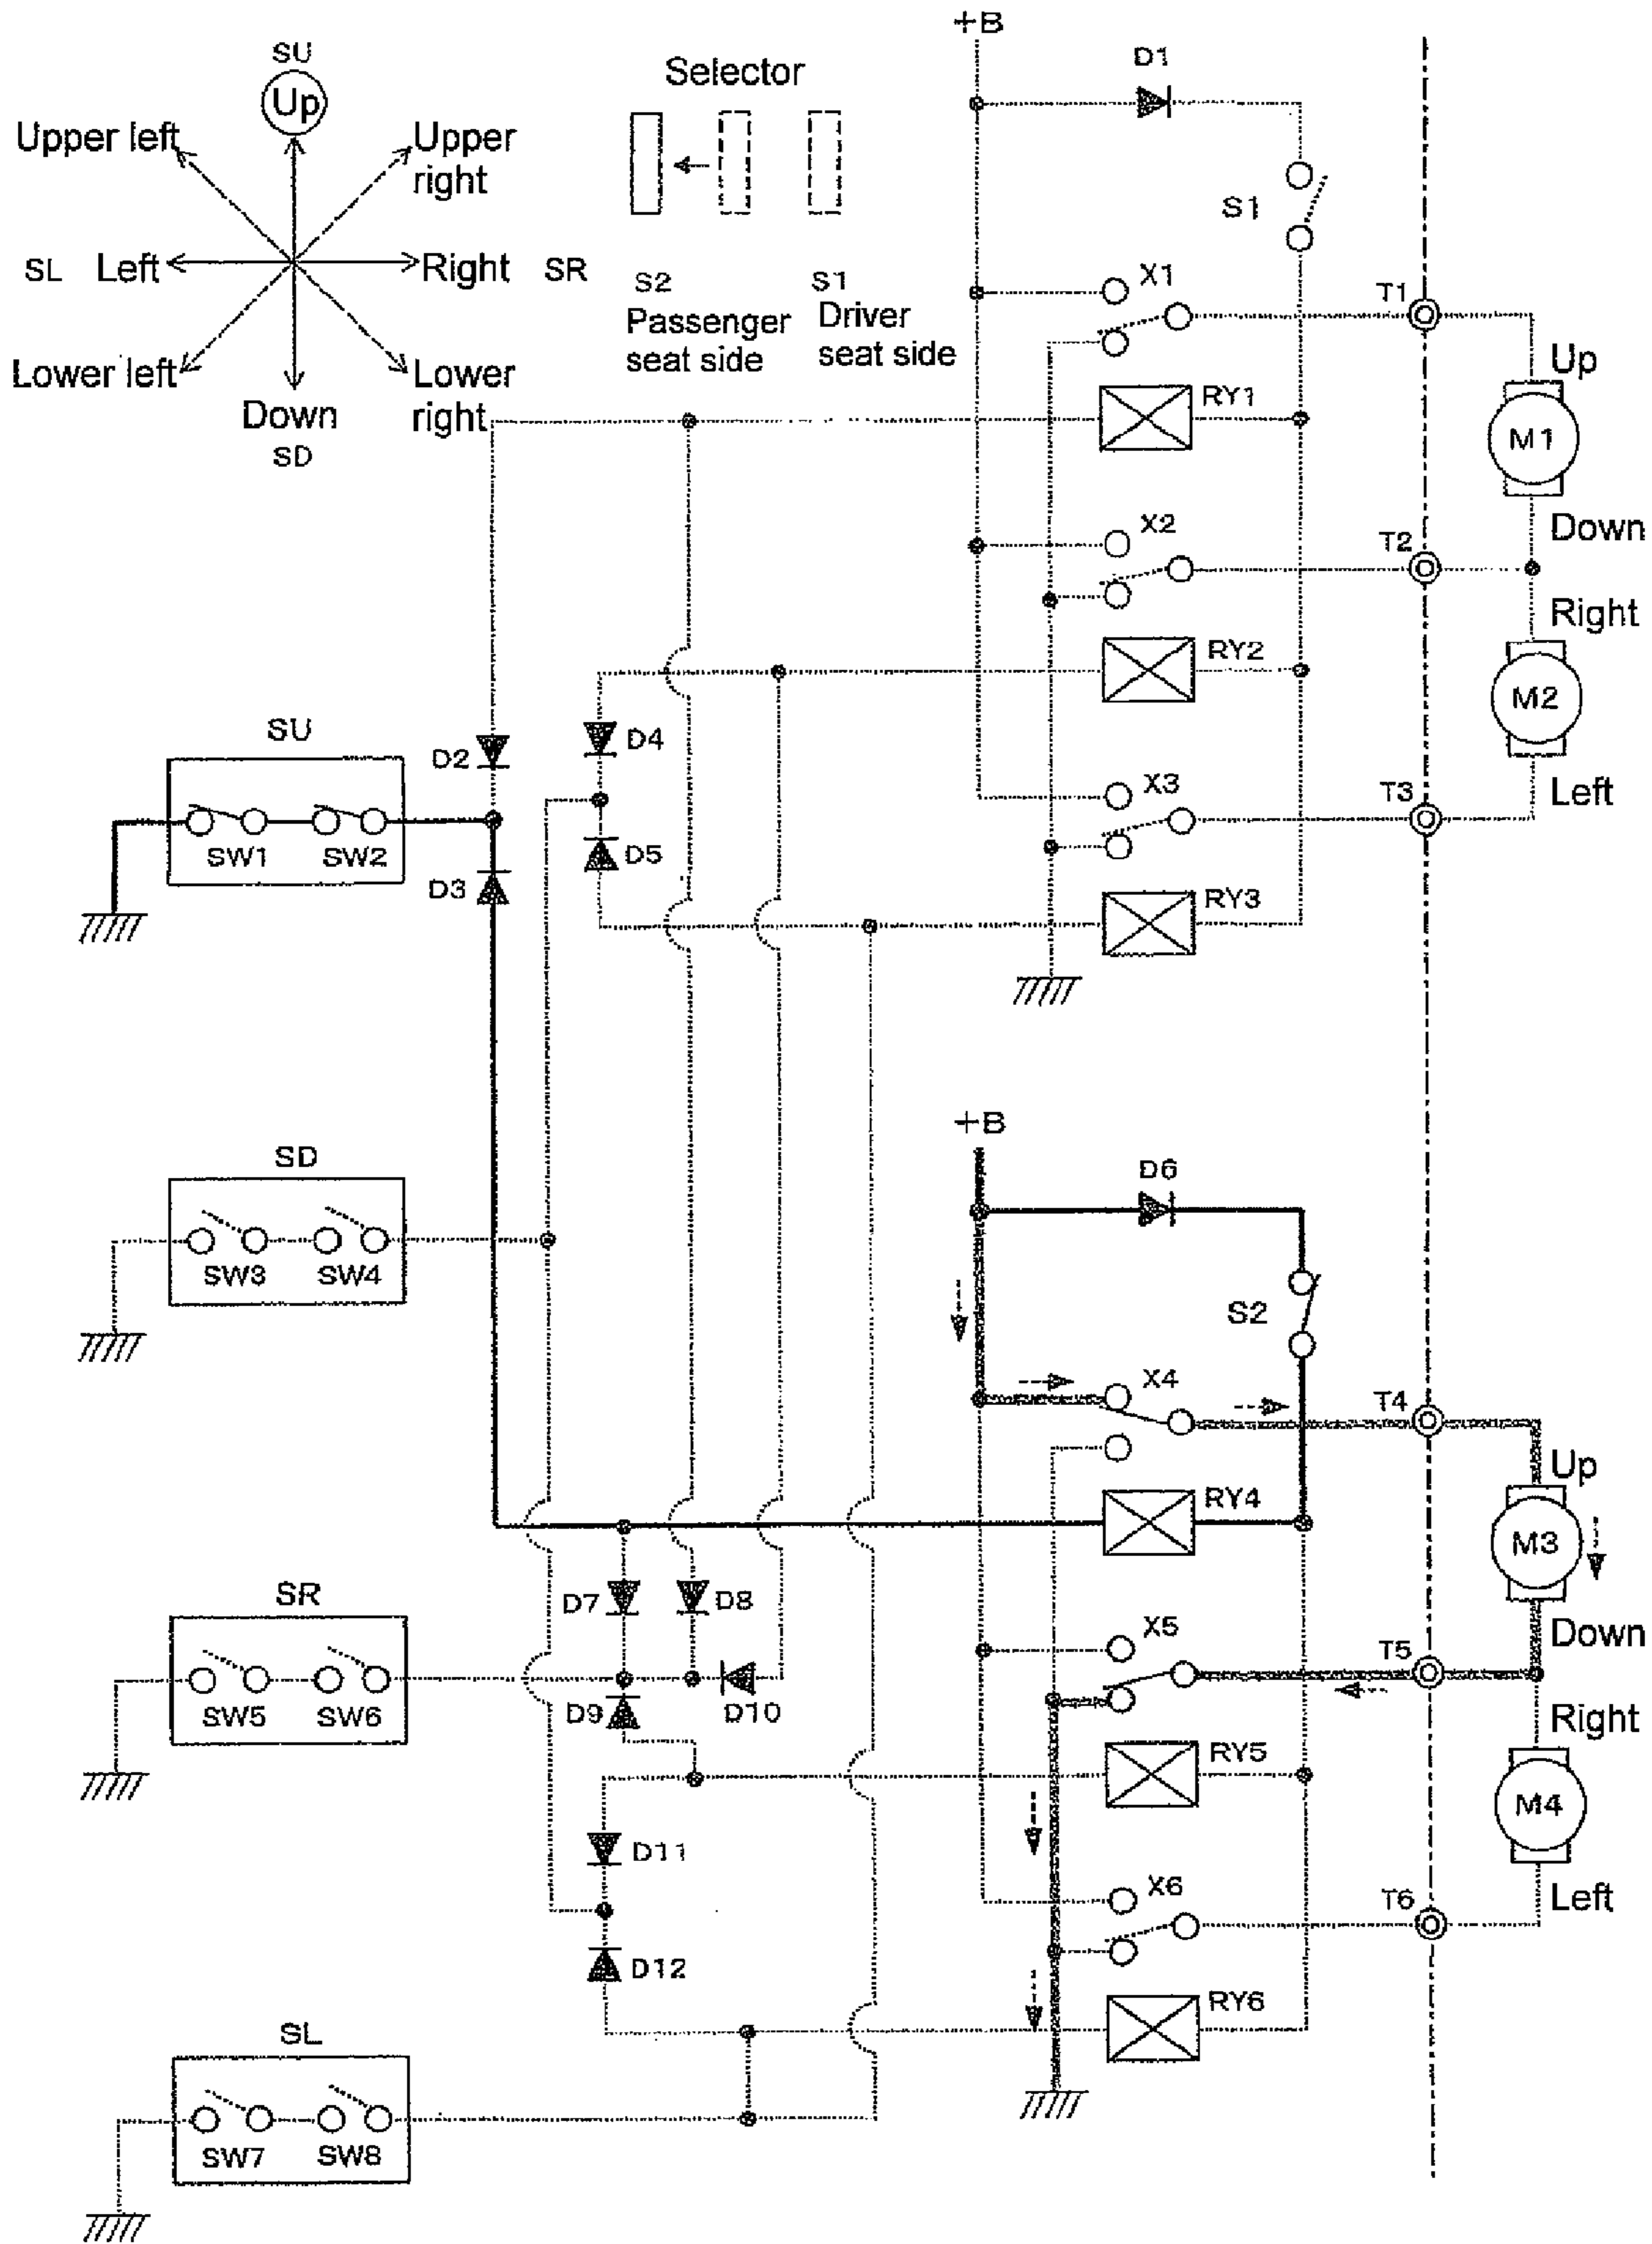 SU
Up
Upper left
Upper
right
SL
Left
Right
SR
Lower left
Lower
right
Down
SD
Selector
S2
Passenger
seat side
S1
Driver
seat side
+B
D1
S1
X1
T1
Up
RY1
M1
X2
T2
Down
Right
RY2
M2
SU
D2
D4
X3
T3
Left
SW1
SW2
D3
D5
RY3
SD
SW3
SW4
+B
D6
S2
X4
T4
Up
RY4
M3
SR
D7
D8
X5
T5
Down
SW5
SW6
D9
D10
Right
RY5
M4
D11
X6
T6
Left
D12
RY6
SL
SW7
SW8